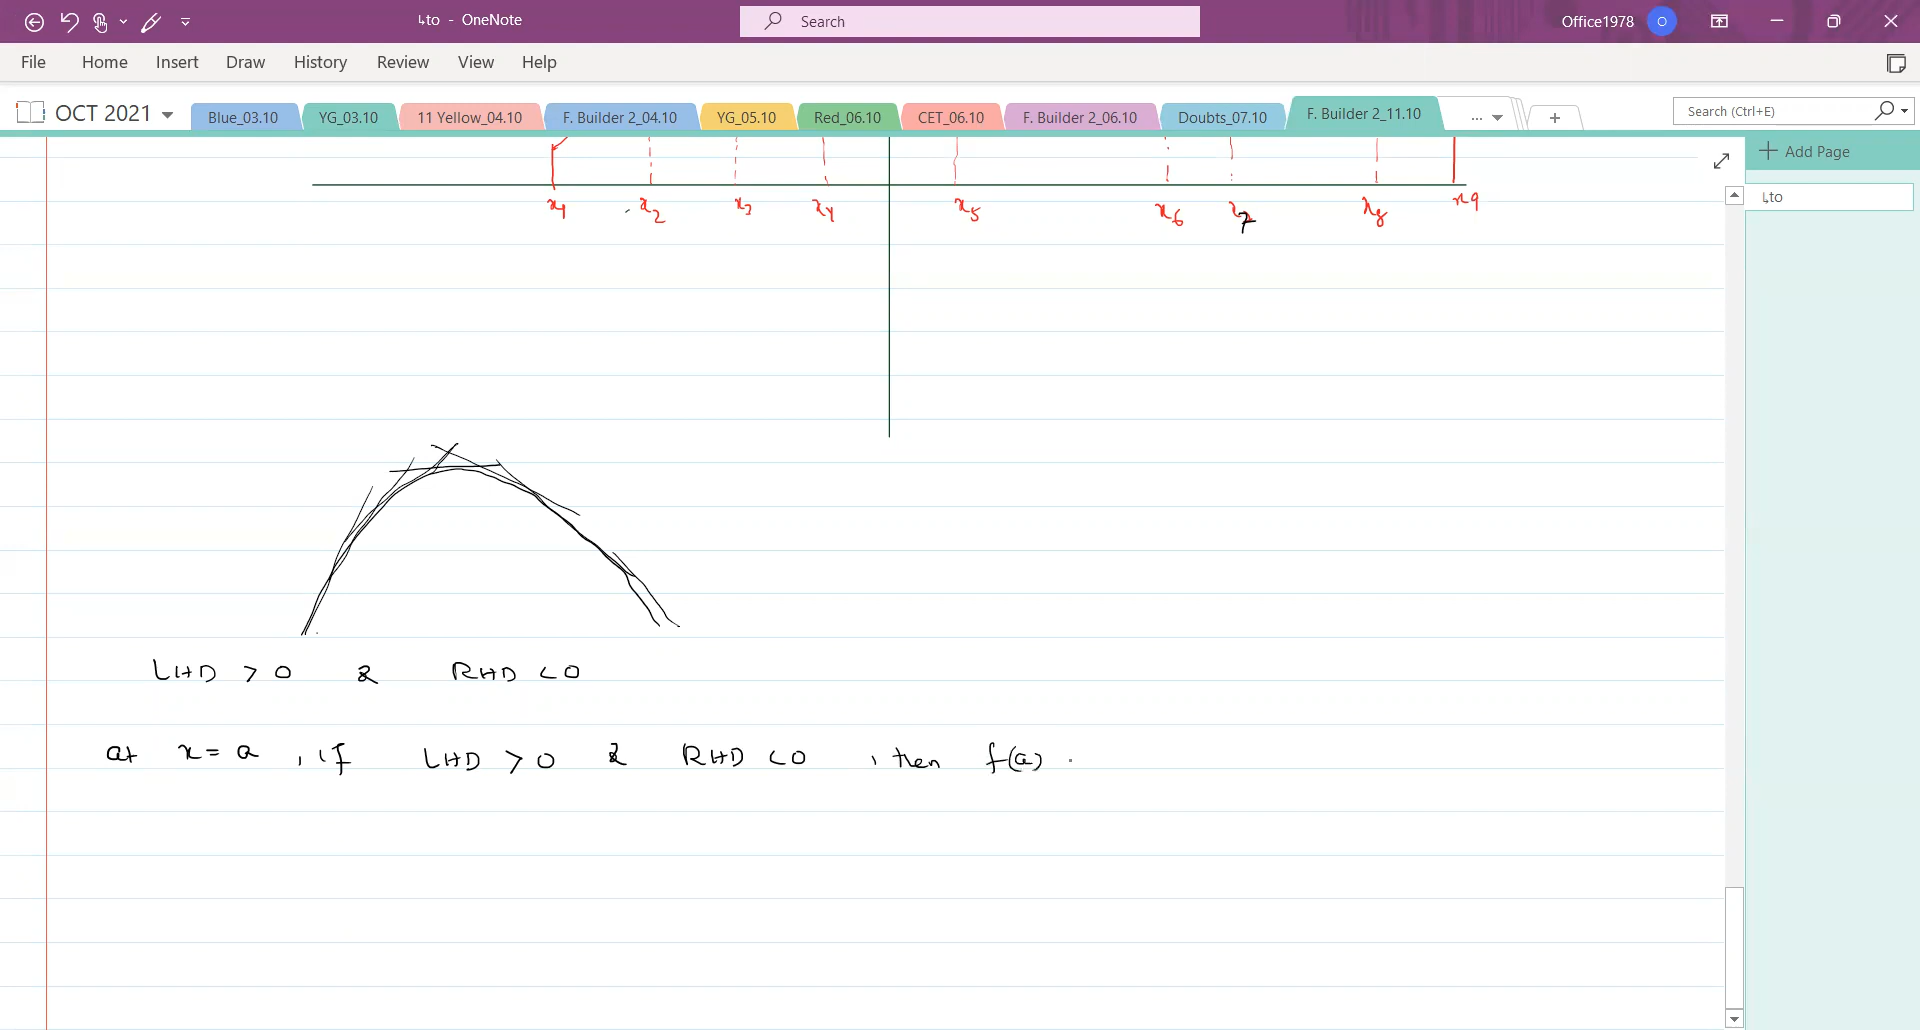 ↳to - OneNote
Search
Office1978
O
File Home Insert Draw History Review View Help
OCT 2021
Blue_03.10 YG_03.10 11 Yellow_04.10 F. Builder 2_04.10 YG_05.10 Red_06.10 CET_06.10 F. Builder 2_06.10 Doubts_07.10 F. Builder 2_11.10 ... +
Search (Ctrl+E)
Add Page
↳to
x1 x2 x3 x4 x5 x6 7 x8 x9
LHD > 0 & RHD < 0
at x = a , if LHD > 0 & RHD < 0 , then f(a)